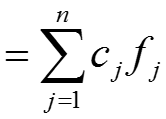 = \sum_{j=1}^{n} c_j f_j